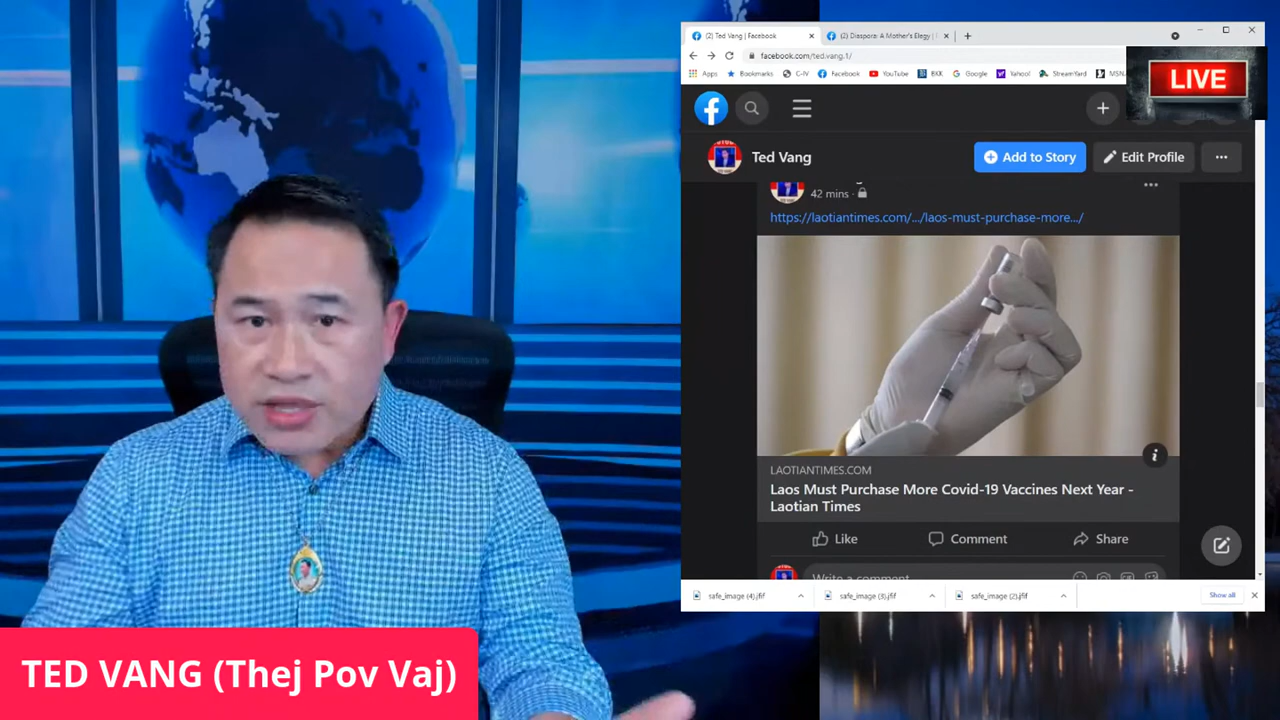 (2) Ted Vang | Facebook
(2) Diaspora: A Mother's Elegy |
facebook.com/ted.vang.1/
Apps
Bookmarks
C-IV
Facebook
YouTube
BKK
Google
Yahoo!
StreamYard
MSN
LIVE
Ted Vang
Add to Story
Edit Profile
42 mins
https://laotiantimes.com/.../laos-must-purchase-more.../
LAOTIANTIMES.COM
Laos Must Purchase More Covid-19 Vaccines Next Year -
Laotian Times
Like
Comment
Share
Write a comment
safe_image (4).jfif
safe_image (3).jfif
safe_image (2).jfif
Show all
TED VANG (Thej Pov Vaj)